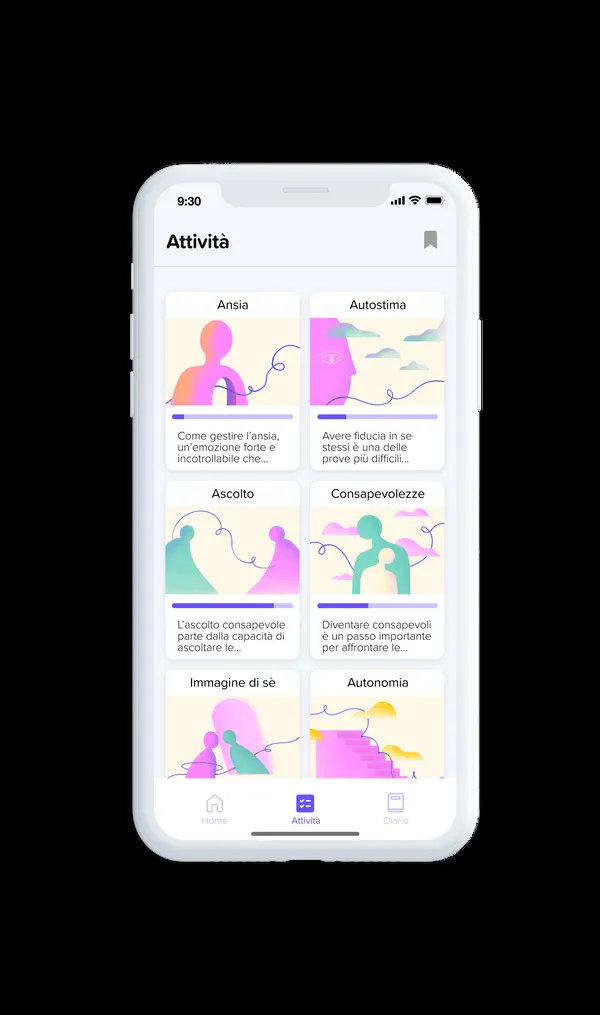 9:30
Attività
Ansia
Autostima
Come gestire l'ansia,
un'emozione forte e
incotrollabile che...
Avere fiducia in se
stessi è una delle
prove più difficili...
Ascolto
Consapevolezze
L'ascolto consapevole
parte dalla capacità di
ascoltare le...
Diventare consapevoli
è un passo importante
per affrontare le...
Immagine di sè
Autonomia
Home
Attività
Diario